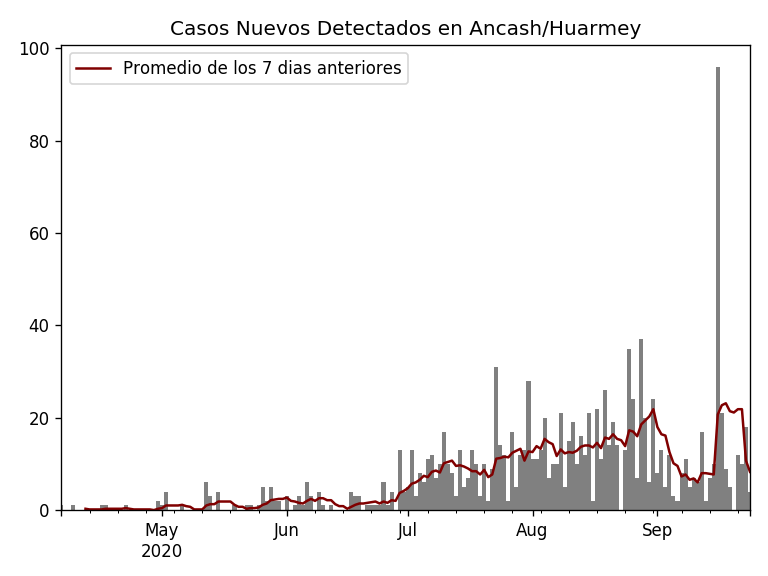 Casos Nuevos Detectados en Ancash/Huarmey
Promedio de los 7 dias anteriores
100
80
60
40
20
0
May Jun Jul Aug Sep
2020